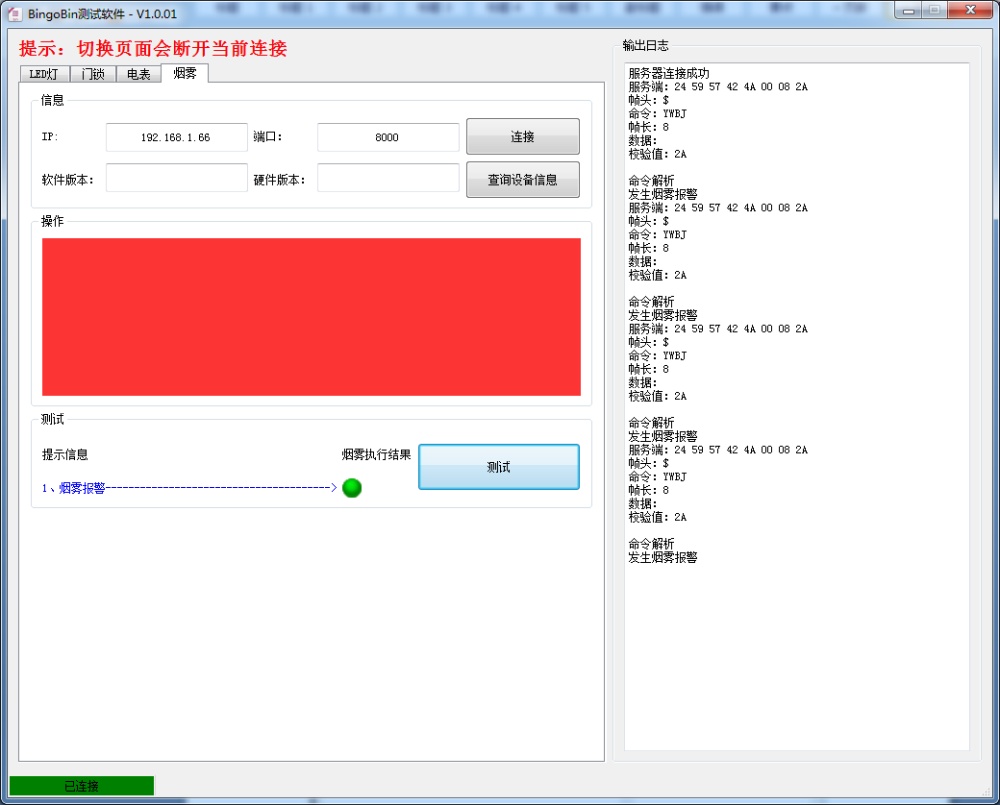 BingoBin测试软件 - V1.0.01
提示：切换页面会断开当前连接
LED灯 门锁 电表 烟雾
信息
IP: 192.168.1.66 端口: 8000 连接
软件版本: 硬件版本: 查询设备信息
操作
测试
提示信息 烟雾执行结果 测试
1、烟雾报警---------------------------------------->
已连接
输出日志
服务器连接成功
服务端: 24 59 57 42 4A 00 08 2A
帧头: $
命令: YWBJ
帧长: 8
数据:
校验值: 2A
命令解析
发生烟雾报警
服务端: 24 59 57 42 4A 00 08 2A
帧头: $
命令: YWBJ
帧长: 8
数据:
校验值: 2A
命令解析
发生烟雾报警
服务端: 24 59 57 42 4A 00 08 2A
帧头: $
命令: YWBJ
帧长: 8
数据:
校验值: 2A
命令解析
发生烟雾报警
服务端: 24 59 57 42 4A 00 08 2A
帧头: $
命令: YWBJ
帧长: 8
数据:
校验值: 2A
命令解析
发生烟雾报警